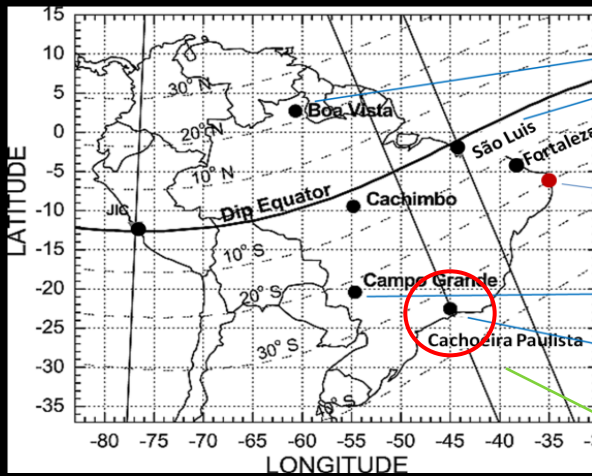 15
10
5
0
-5
-10
-15
-20
-25
-30
-35
LATITUDE
30° N
20° N
10° N
Boa Vista
São Luis
Fortaleza
JIC
Dip Equator
Cachimbo
10° S
20° S
Campo Grande
30° S
Cachoeira Paulista
40° S
-80 -75 -70 -65 -60 -55 -50 -45 -40 -35 -30
LONGITUDE